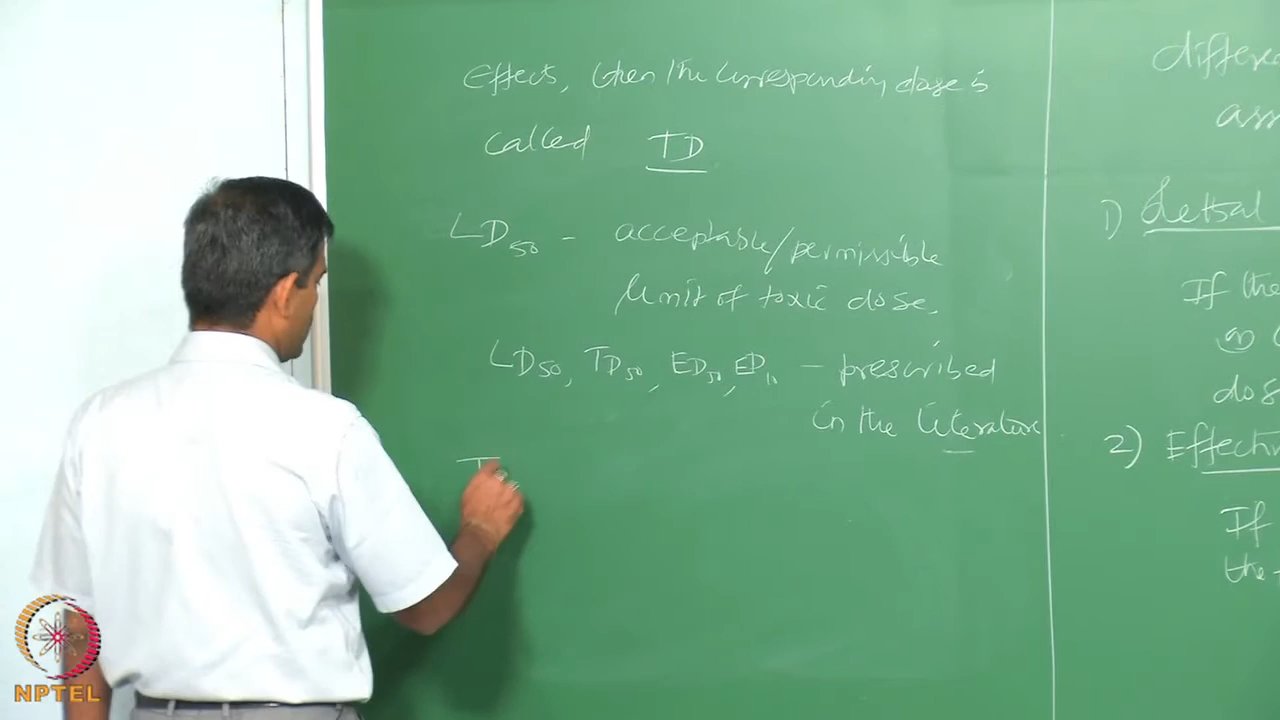 Effects, then the corresponding dose is
called TD
LD50 - acceptable/permissible
limit of toxic dose.
LD50, TD50, ED50, ED10 - prescribed
in the literature
differe
ass
1) Lethal
If the
dos
2) Effecti
If
the
NPTEL